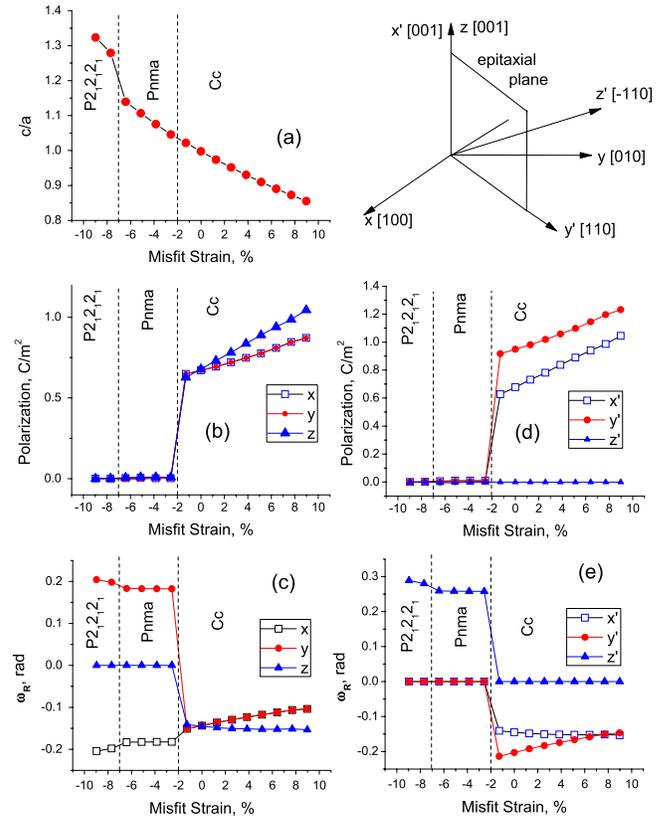 1.4
1.3
1.2
1.1
1.0
0.9
0.8
c/a
P2₁2₁2₁
Pnma
Cc
(a)
-10 -8 -6 -4 -2 0 2 4 6 8 10
Misfit Strain, %
x' [001]
z [001]
epitaxial
plane
z' [-110]
y [010]
x [100]
y' [110]
1.0
0.5
0.0
Polarization, C/m²
P2₁2₁2₁
Pnma
Cc
(b)
x
y
z
-10 -8 -6 -4 -2 0 2 4 6 8 10
Misfit Strain, %
1.4
1.2
1.0
0.8
0.6
0.4
0.2
0.0
Polarization, C/m²
P2₁2₁2₁
Pnma
Cc
(d)
x'
y'
z'
-10 -8 -6 -4 -2 0 2 4 6 8 10
Misfit Strain, %
0.2
0.1
0.0
-0.1
-0.2
ω_R, rad
P2₁2₁2₁
Pnma
Cc
(c)
x
y
z
-10 -8 -6 -4 -2 0 2 4 6 8 10
Misfit Strain, %
0.3
0.2
0.1
0.0
-0.1
-0.2
ω_R, rad
P2₁2₁2₁
Pnma
Cc
(e)
x'
y'
z'
-10 -8 -6 -4 -2 0 2 4 6 8 10
Misfit Strain, %